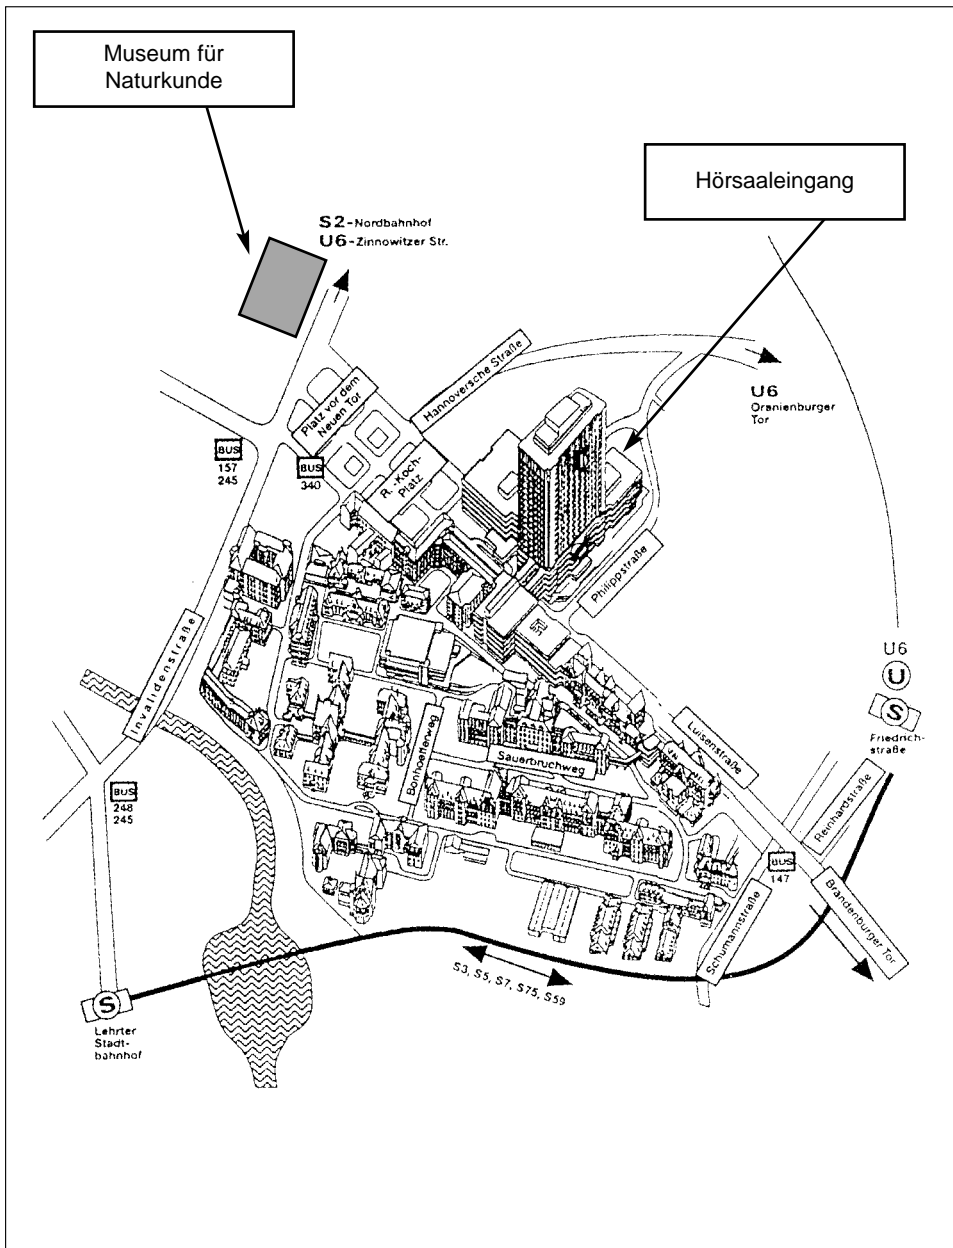 Museum für
Naturkunde
Hörsaaleingang
S2-Nordbahnhof
U6-Zinnowitzer Str.
Hannoversche Straße
Platz vor dem
Neuen Tor
U6
Oranienburger
Tor
BUS
157
245
BUS
340
R.-Koch-
Platz
Philippstraße
Invalidenstraße
U6
U
S
Friedrich-
straße
Luisenstraße
Bonhoefferweg
Sauerbruchweg
BUS
248
245
Reinhardstraße
BUS
147
Schumannstraße
Brandenburger Tor
S3, S5, S7, S75, S59
S
Lehrter
Stadt-
bahnhof